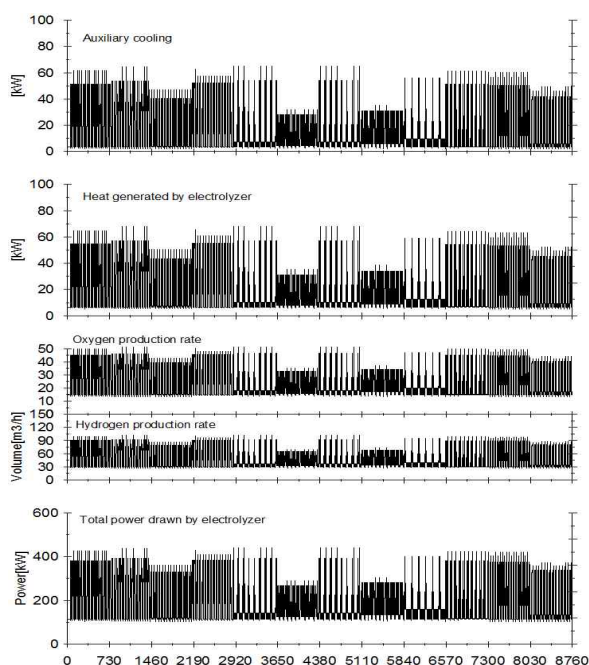 100
Auxiliary cooling
80
60
[kW]
40
20
0
100
Heat generated by electrolyzer
80
60
[kW]
40
20
0
Oxygen production rate
50
40
30
20
10
150
Hydrogen production rate
120
90
60
30
0
Volume[m3/h]
600
Total power drawn by electrolyzer
400
Power[kW]
200
0
0 730 1460 2190 2920 3650 4380 5110 5840 6570 7300 8030 8760